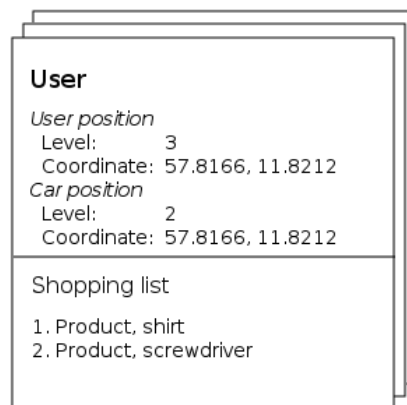 User
User position
Level: 3
Coordinate: 57.8166, 11.8212
Car position
Level: 2
Coordinate: 57.8166, 11.8212
Shopping list
1. Product, shirt
2. Product, screwdriver